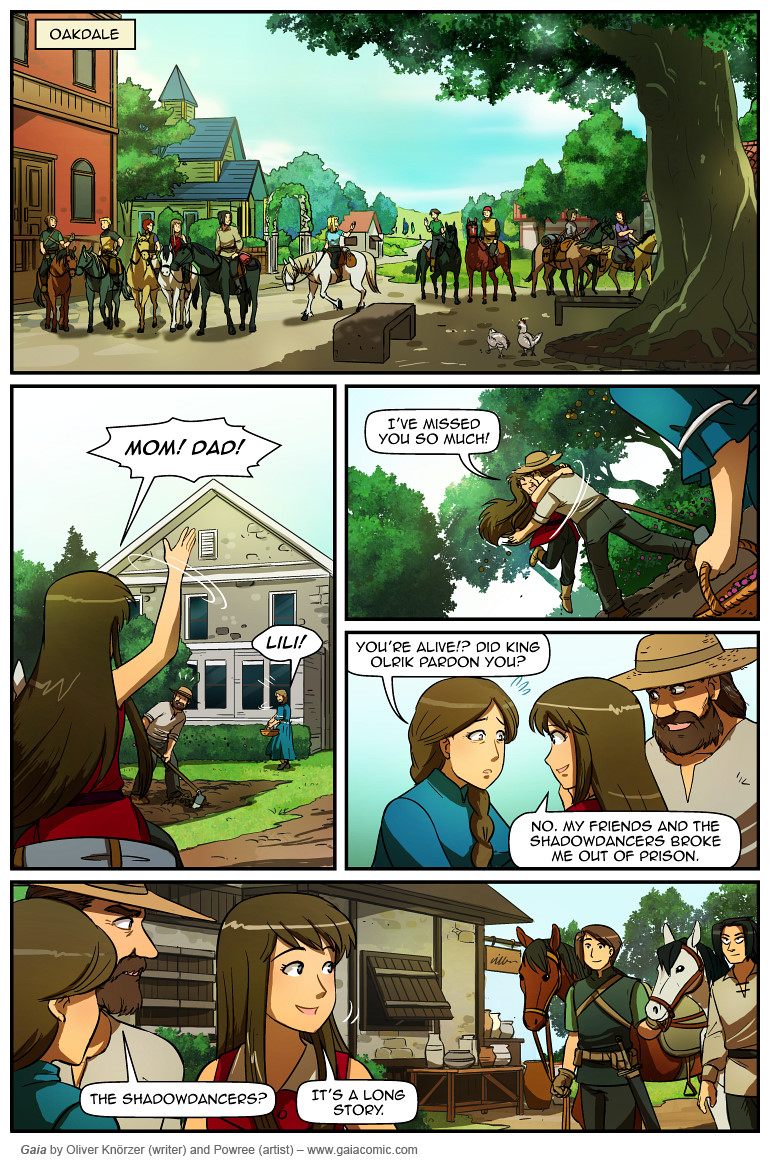 OAKDALE
MOM! DAD!
LILI!
I'VE MISSED
YOU SO MUCH!
YOU'RE ALIVE!? DID KING
OLRIK PARDON YOU?
NO. MY FRIENDS AND THE
SHADOWDANCERS BROKE
ME OUT OF PRISON.
THE SHADOWDANCERS?
IT'S A LONG
STORY.
Gaia by Oliver Knörzer (writer) and Powree (artist) – www.gaiacomic.com